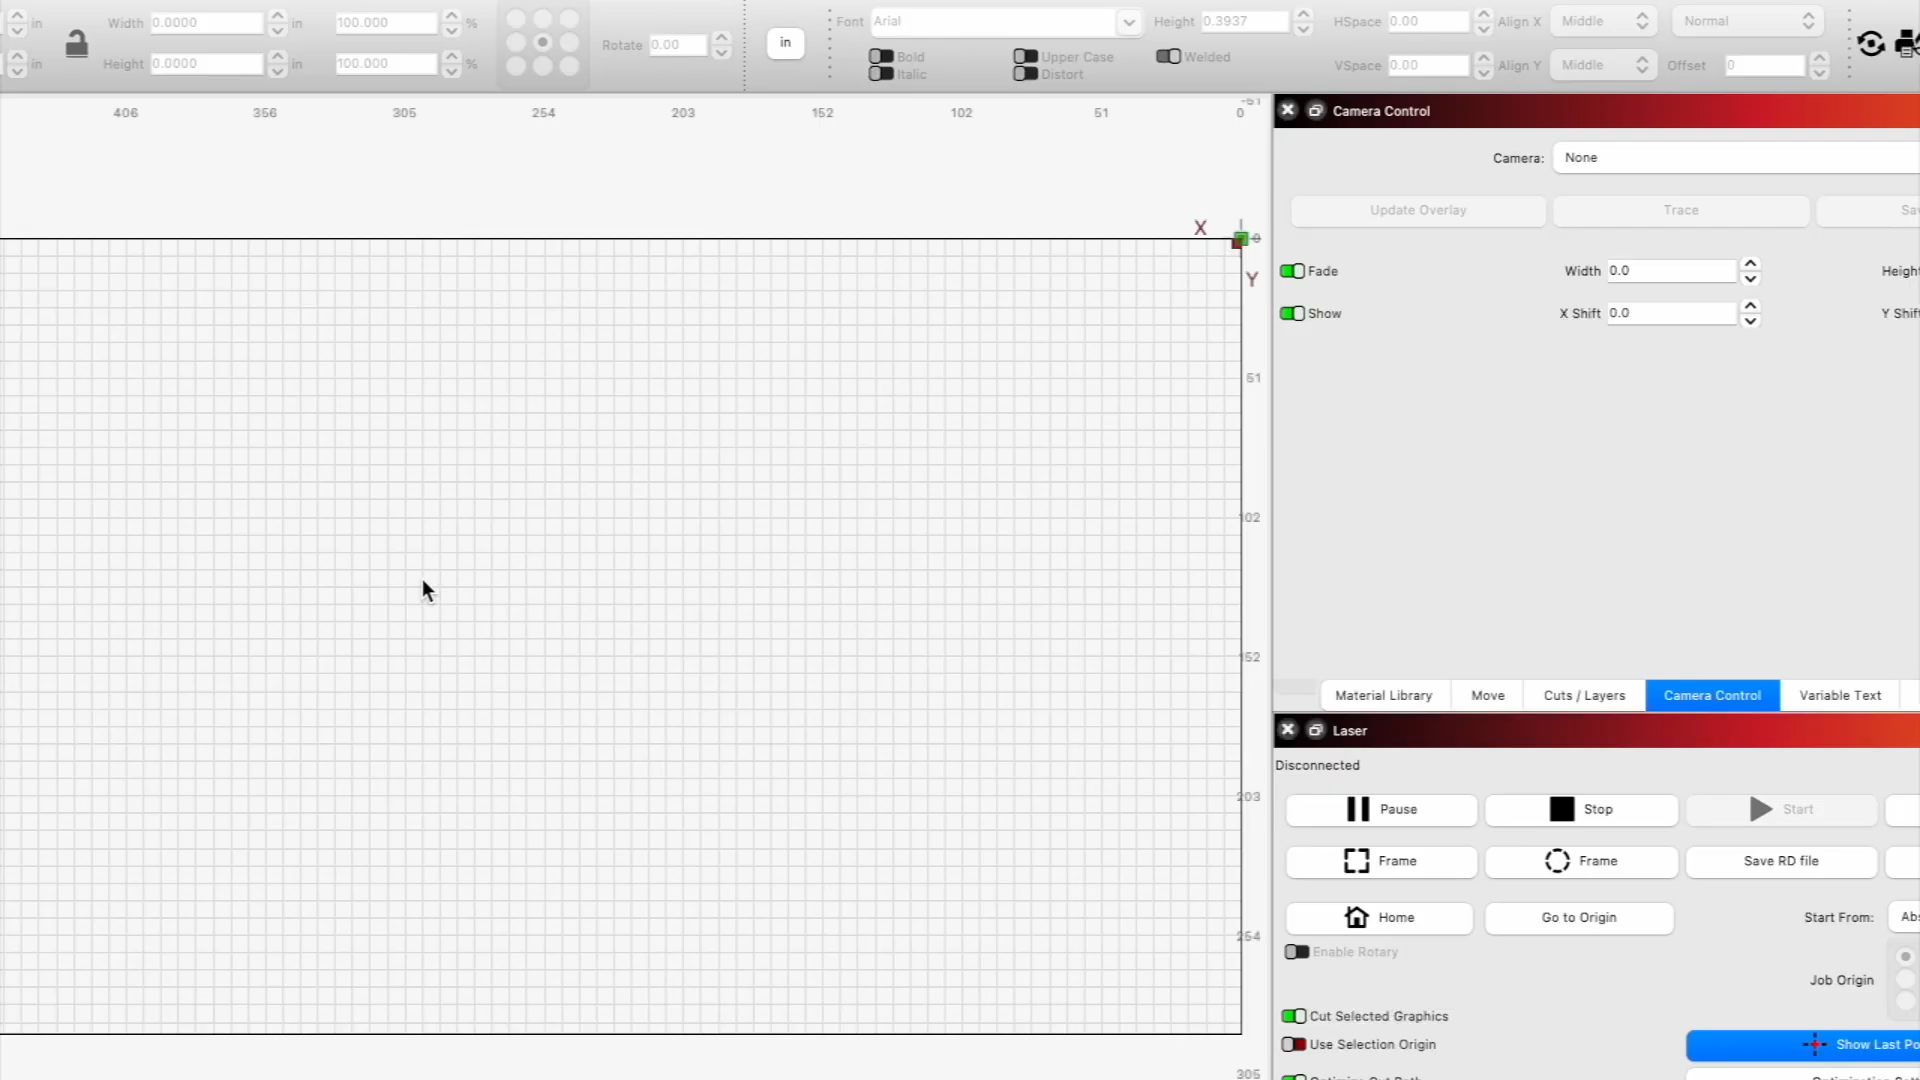 in Width 0.0000 in 100.000 %
in Height 0.0000 in 100.000 %
Rotate 0.00
in
Font Arial
Bold Upper Case Welded
Italic Distort
Height 0.3937 HSpace 0.00 Align X Middle Normal
VSpace 0.00 Align Y Middle Offset 0
406 356 305 254 203 152 102 51 0
-51
X
0
Y
51
102
152
203
254
305
Camera Control
Camera: None
Update Overlay Trace
Fade Width 0.0
Show X Shift 0.0
Material Library Move Cuts / Layers Camera Control Variable Text
Laser
Disconnected
Pause Stop Start
Frame Frame Save RD file
Home Go to Origin Start From:
Enable Rotary
Job Origin
Cut Selected Graphics
Use Selection Origin
Show Last